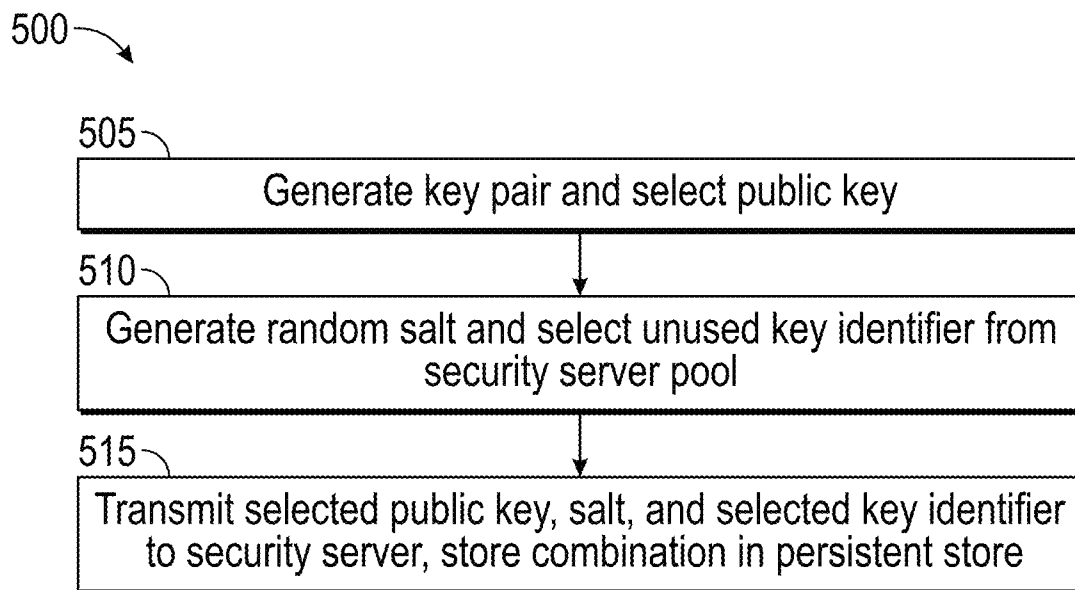 500
505
Generate key pair and select public key
510
Generate random salt and select unused key identifier from
security server pool
515
Transmit selected public key, salt, and selected key identifier
to security server, store combination in persistent store